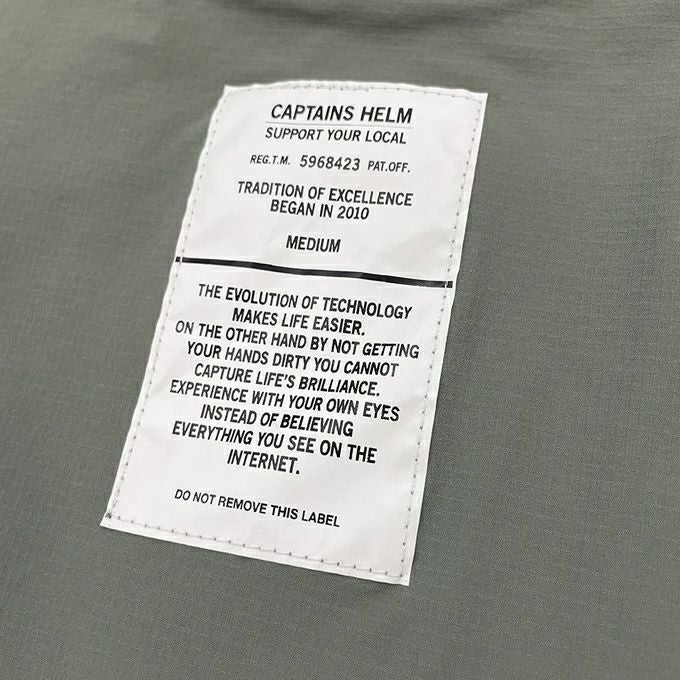 CAPTAINS HELM
SUPPORT YOUR LOCAL
REG.T.M. 5968423 PAT.OFF.
TRADITION OF EXCELLENCE
BEGAN IN 2010
MEDIUM
THE EVOLUTION OF TECHNOLOGY
MAKES LIFE EASIER.
ON THE OTHER HAND BY NOT GETTING
YOUR HANDS DIRTY YOU CANNOT
CAPTURE LIFE'S BRILLIANCE.
EXPERIENCE WITH YOUR OWN EYES
INSTEAD OF BELIEVING
EVERYTHING YOU SEE ON THE
INTERNET.
DO NOT REMOVE THIS LABEL